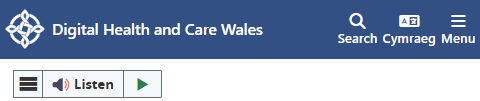 Digital Health and Care Wales
Search Cymraeg Menu
Listen